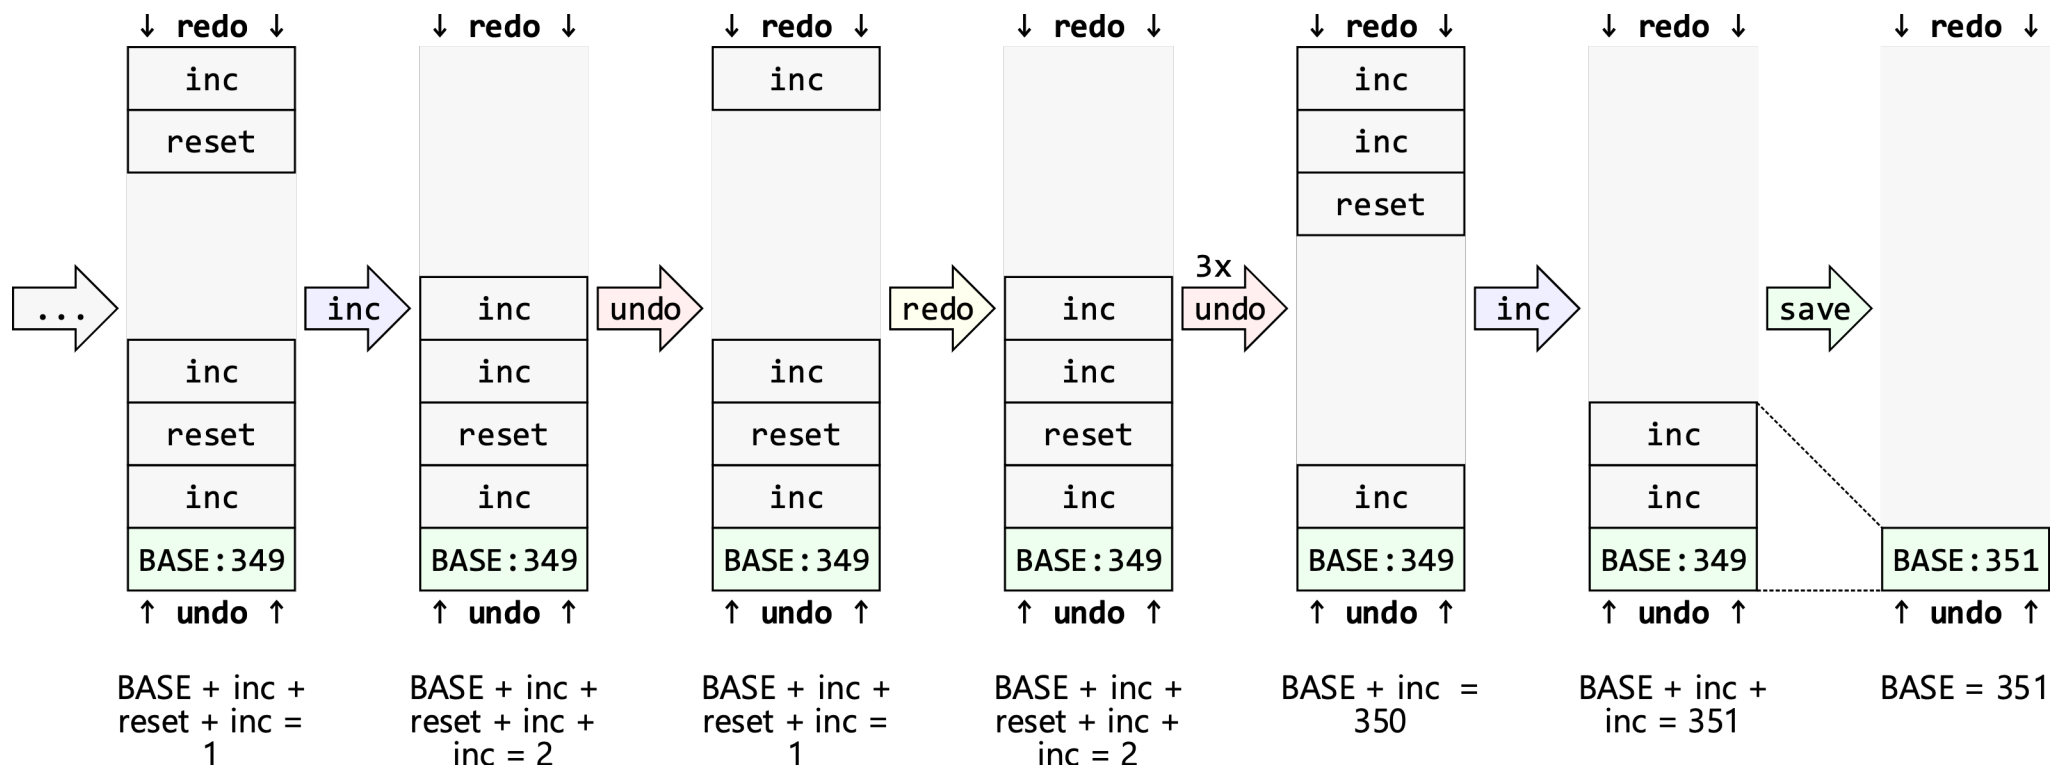 ↓ redo ↓
inc
reset
inc
reset
inc
BASE:349
↑ undo ↑
BASE + inc +
reset + inc =
1
...
inc
↓ redo ↓
inc
inc
reset
inc
BASE:349
↑ undo ↑
BASE + inc +
reset + inc +
inc = 2
undo
↓ redo ↓
inc
inc
reset
inc
BASE:349
↑ undo ↑
BASE + inc +
reset + inc =
1
redo
↓ redo ↓
inc
inc
reset
inc
BASE:349
↑ undo ↑
BASE + inc +
reset + inc +
inc = 2
3x
undo
↓ redo ↓
inc
inc
reset
inc
BASE:349
↑ undo ↑
BASE + inc =
350
inc
↓ redo ↓
inc
inc
BASE:349
↑ undo ↑
BASE + inc +
inc = 351
save
↓ redo ↓
BASE:351
↑ undo ↑
BASE = 351